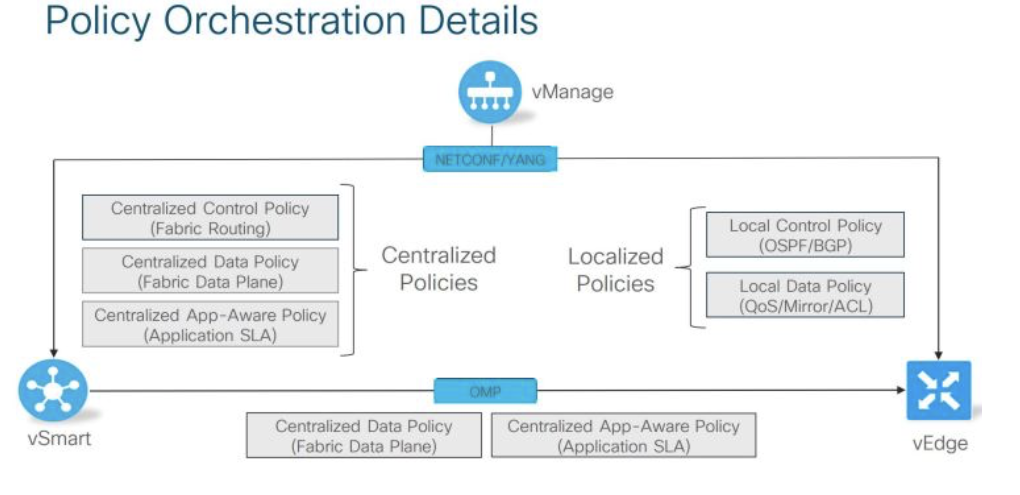 Policy Orchestration Details
vManage
NETCONF/YANG
Centralized Control Policy
(Fabric Routing)
Centralized Data Policy
(Fabric Data Plane)
Centralized App-Aware Policy
(Application SLA)
Centralized
Policies
Localized
Policies
Local Control Policy
(OSPF/BGP)
Local Data Policy
(QoS/Mirror/ACL)
OMP
vSmart
Centralized Data Policy
(Fabric Data Plane)
Centralized App-Aware Policy
(Application SLA)
vEdge